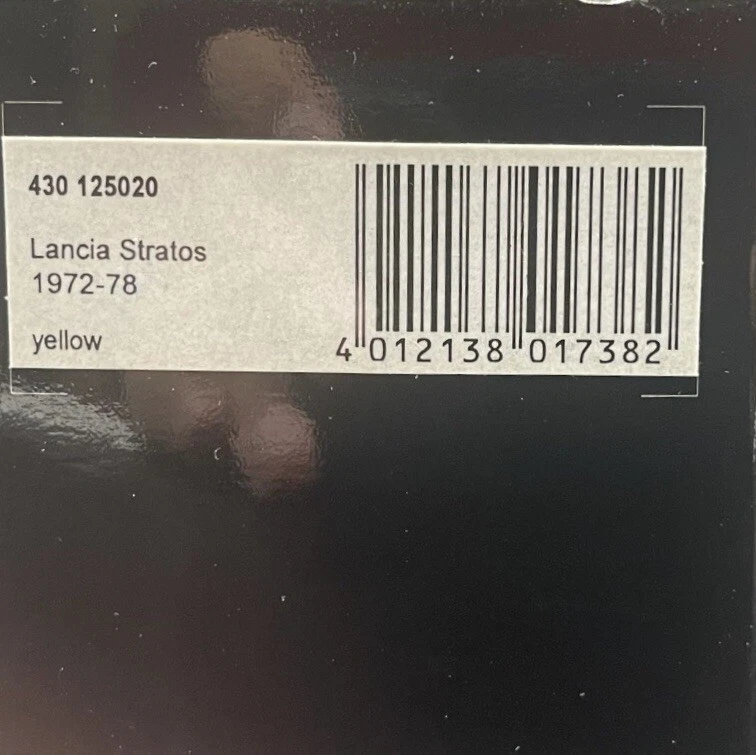 430 125020
Lancia Stratos
1972-78
yellow
4 012138 017382